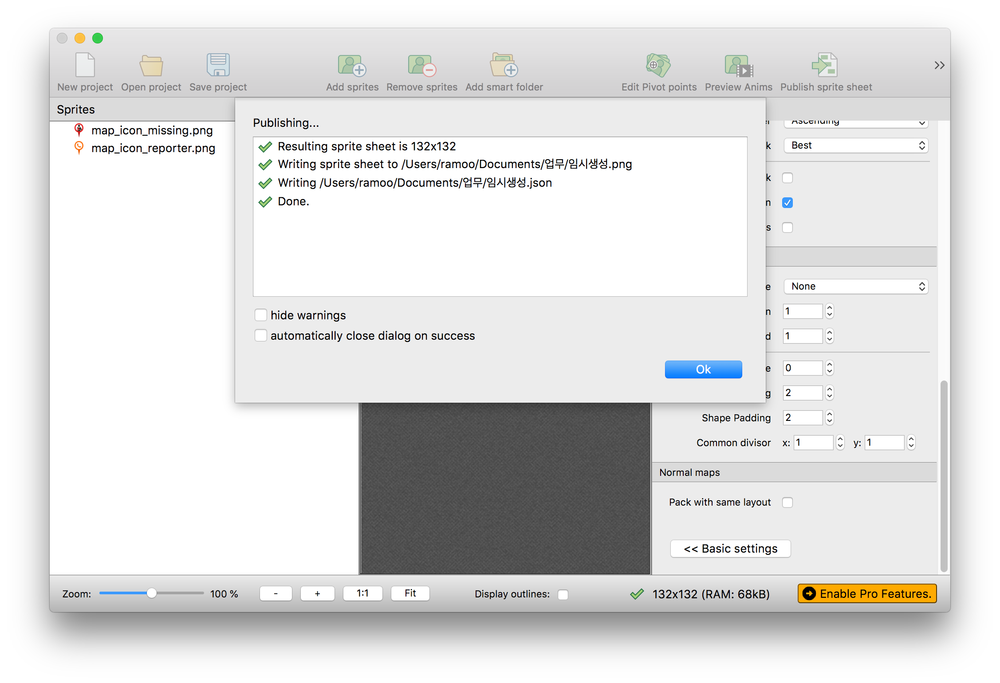 New project
Open project
Save project
Add sprites
Remove sprites
Add smart folder
Edit Pivot points
Preview Anims
Publish sprite sheet
Sprites
map_icon_missing.png
map_icon_reporter.png
Publishing...
Resulting sprite sheet is 132x132
Writing sprite sheet to /Users/ramoo/Documents/업무/임시생성.png
Writing /Users/ramoo/Documents/업무/임시생성.json
Done.
hide warnings
automatically close dialog on success
Ok
Ascending
k Best
k
n
s
e None
n 1
d 1
e 0
g 2
Shape Padding 2
Common divisor x: 1 y: 1
Normal maps
Pack with same layout
<< Basic settings
Zoom: 100 % - + 1:1 Fit Display outlines: 132x132 (RAM: 68kB) Enable Pro Features.